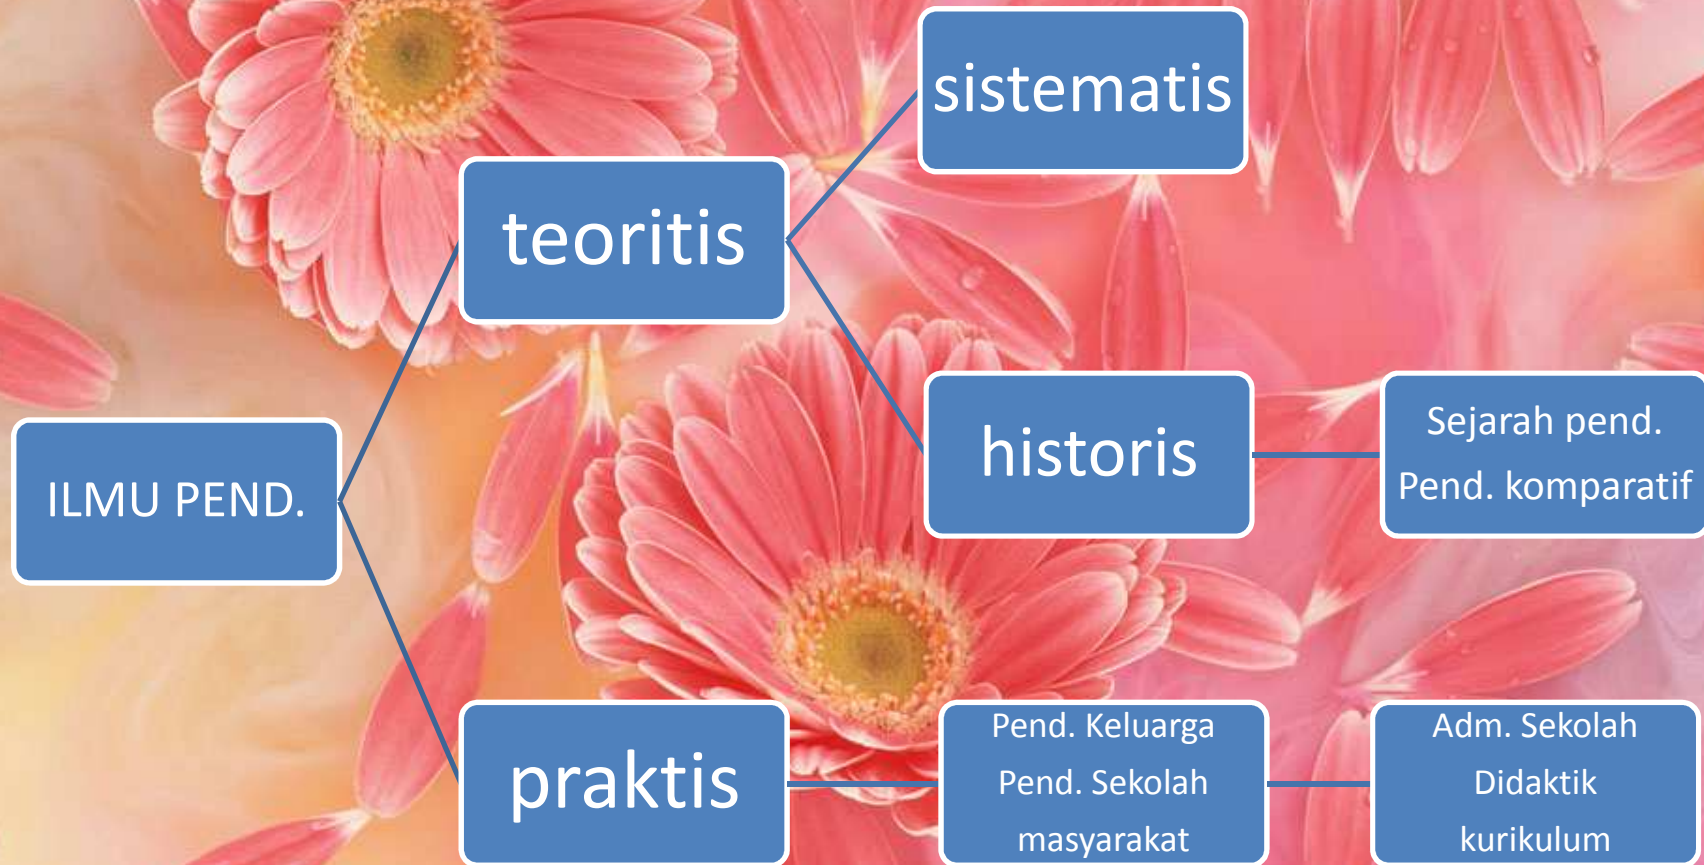 sistematis
teoritis
historis
Sejarah pend.
Pend. komparatif
ILMU PEND.
praktis
Pend. Keluarga
Pend. Sekolah
masyarakat
Adm. Sekolah
Didaktik
kurikulum